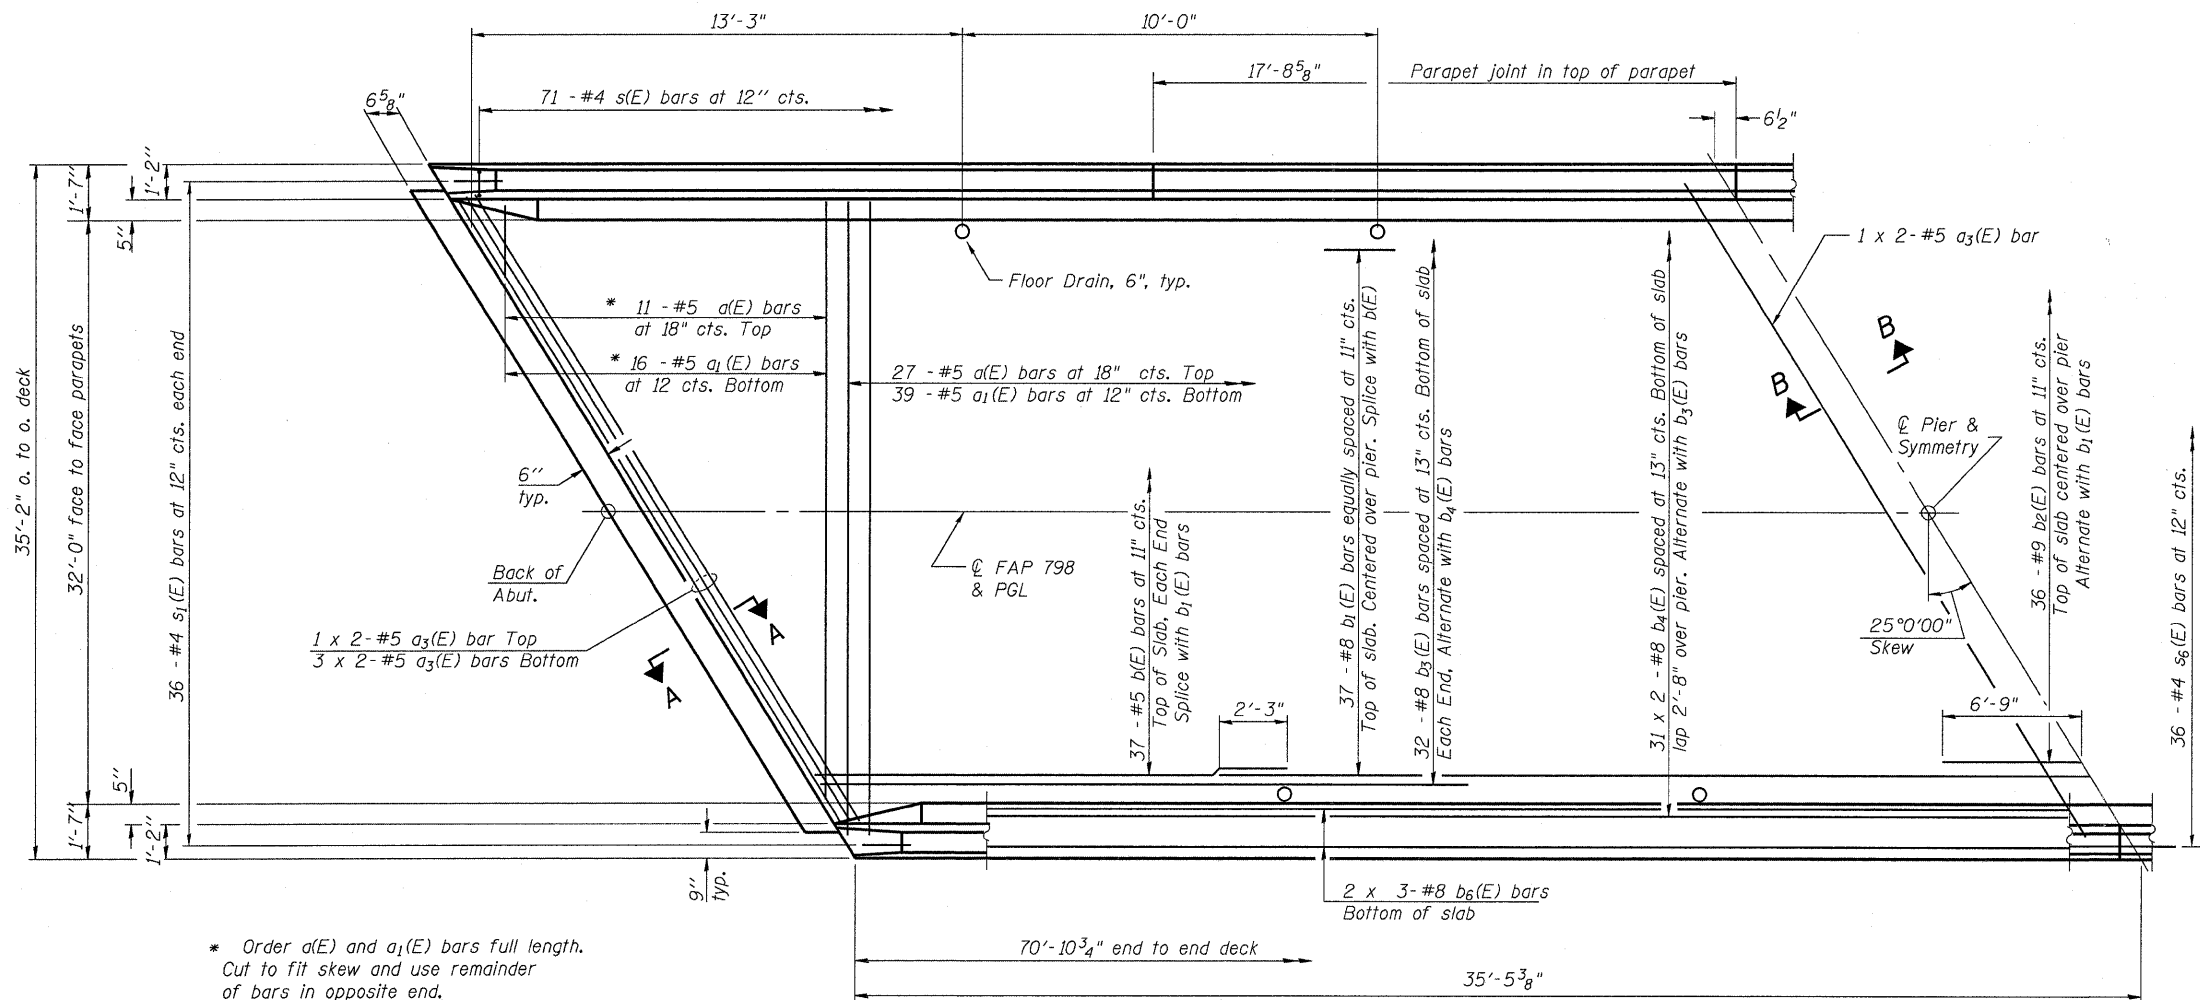 13'-3"
10'-0"
17'-8⅝"
Parapet joint in top of parapet
6⅝"
71 - #4 s(E) bars at 12" cts.
6½"
1'-7"
1'-2"
5"
35'-2" o. to o. deck
32'-0" face to face parapets
36 - #4 s₁(E) bars at 12" cts. each end
Floor Drain, 6", typ.
* 11 - #5 a(E) bars
at 18" cts. Top
* 16 - #5 a₁(E) bars
at 12 cts. Bottom
27 - #5 a(E) bars at 18" cts. Top
39 - #5 a₁(E) bars at 12" cts. Bottom
1 x 2-#5 a₃(E) bar
B
B
℄ Pier &
Symmetry
25°0'00"
Skew
6'-9"
36 - #9 b₂(E) bars at 11" cts.
Top of slab centered over pier
Alternate with b₁(E) bars
36 - #4 s₆(E) bars at 12" cts.
6"
typ.
Back of
Abut.
℄ FAP 798
& PGL
37 - #5 b(E) bars at 11" cts.
Top of Slab, Each End
Splice with b₁(E) bars
2'-3"
37 - #8 b₁(E) bars equally spaced at 11" cts.
Top of slab. Centered over pier. Splice with b(E)
32 - #8 b₃(E) bars spaced at 13" cts. Bottom of slab
Each End, Alternate with b₄(E) bars
31 x 2 - #8 b₄(E) spaced at 13" cts. Bottom of slab
lap 2'-8" over pier. Alternate with b₃(E) bars
1 x 2-#5 a₃(E) bar Top
3 x 2-#5 a₃(E) bars Bottom
A
A
5"
1'-7"
1'-2"
9"
typ.
2 x 3-#8 b₆(E) bars
Bottom of slab
* Order a(E) and a₁(E) bars full length.
Cut to fit skew and use remainder
of bars in opposite end.
70'-10¾" end to end deck
35'-5⅜"